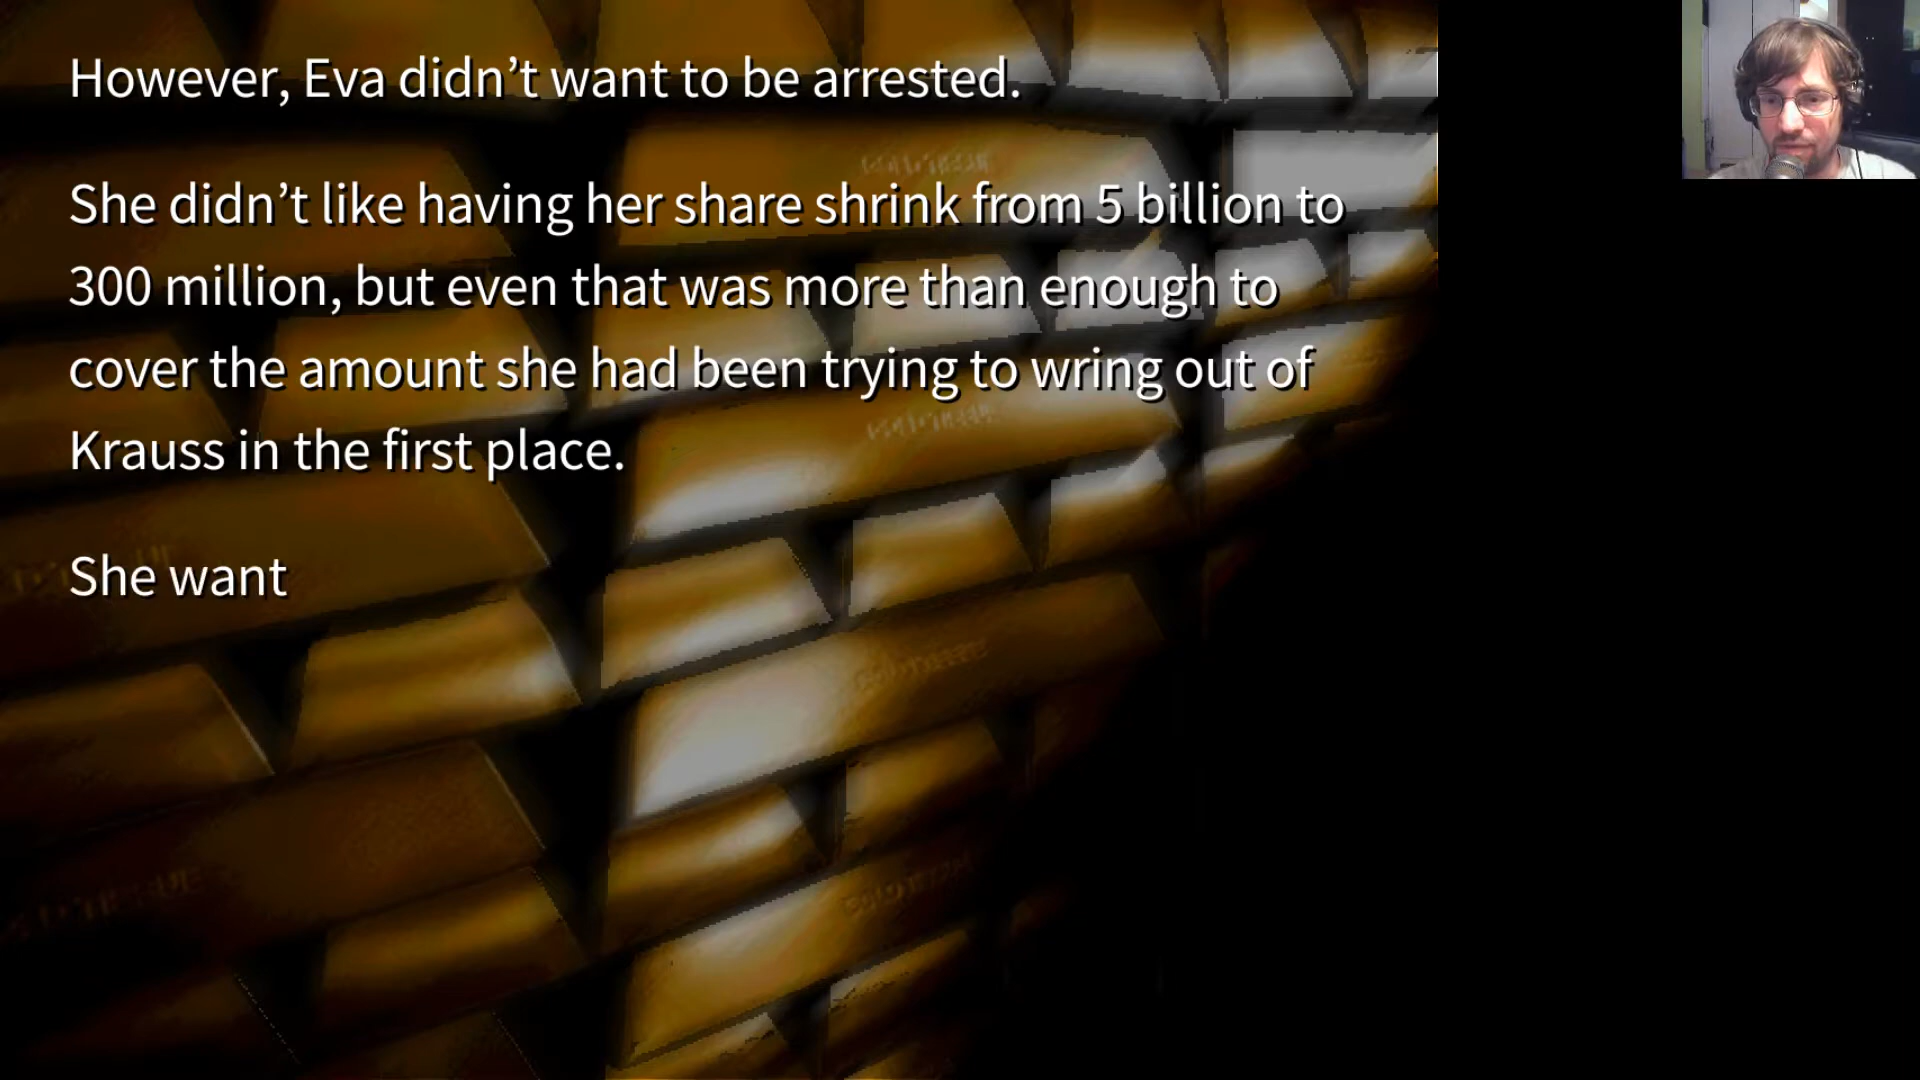 However, Eva didn’t want to be arrested.
She didn’t like having her share shrink from 5 billion to
300 million, but even that was more than enough to
cover the amount she had been trying to wring out of
Krauss in the first place.
She want